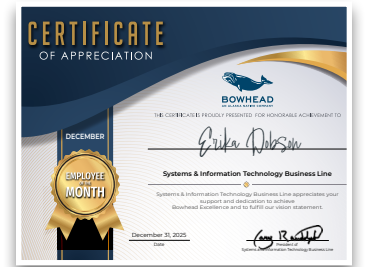 CERTIFICATE
OF APPRECIATION
BOWHEAD
AN ALASKA NATIVE COMPANY
THIS CERTIFICATE IS PROUDLY PRESENTED FOR HONORABLE ACHIEVEMENT TO
Erika Dobson
DECEMBER
Systems & Information Technology Business Line
EMPLOYEE
OF THE
MONTH
Systems & Information Technology Business Line appreciates your
support and dedication to achieve
Bowhead Excellence and to fulfill our vision statement.
December 31, 2025
Date
President of
Systems and Information Technology Business Line